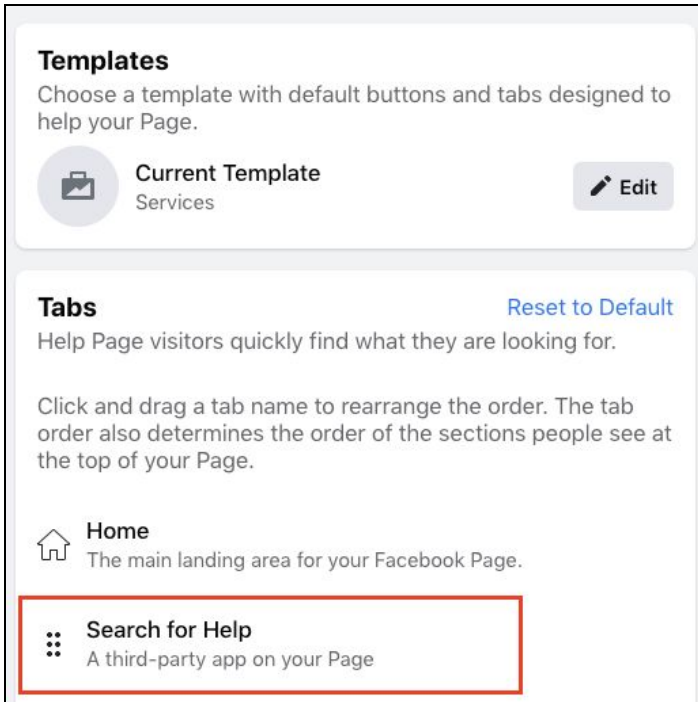 Templates
Choose a template with default buttons and tabs designed to
help your Page.
Current Template
Services
Edit
Tabs
Reset to Default
Help Page visitors quickly find what they are looking for.
Click and drag a tab name to rearrange the order. The tab
order also determines the order of the sections people see at
the top of your Page.
Home
The main landing area for your Facebook Page.
Search for Help
A third-party app on your Page